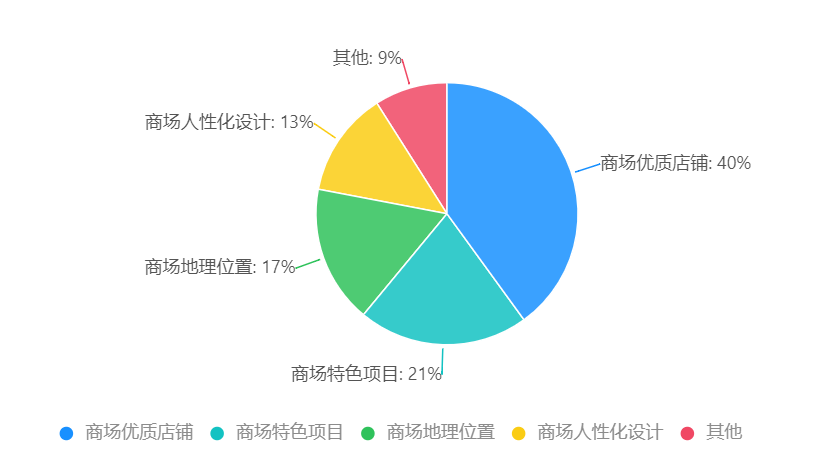 其他: 9%
商场人性化设计: 13%
商场优质店铺: 40%
商场地理位置: 17%
商场特色项目: 21%
商场优质店铺 商场特色项目 商场地理位置 商场人性化设计 其他